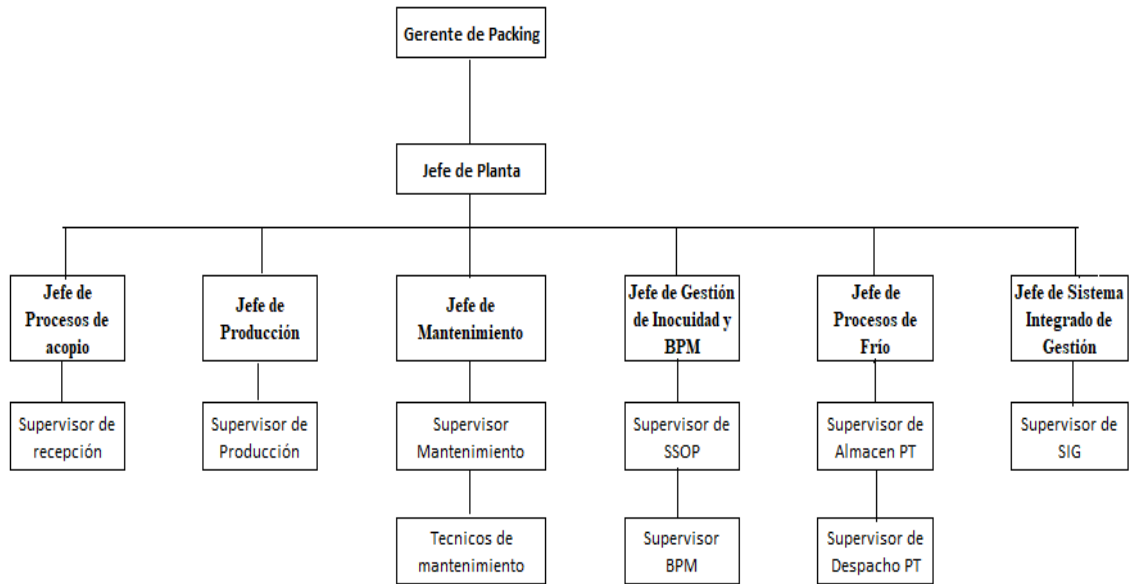 Gerente de Packing
Jefe de Planta
Jefe de
Procesos de
acopio
Jefe de
Producción
Jefe de
Mantenimiento
Jefe de Gestión
de Inocuidad y
BPM
Jefe de
Procesos de
Frío
Jefe de Sistema
Integrado de
Gestión
Supervisor de
recepción
Supervisor de
Producción
Supervisor
Mantenimiento
Supervisor de
SSOP
Supervisor de
Almacen PT
Supervisor de
SIG
Tecnicos de
mantenimiento
Supervisor
BPM
Supervisor de
Despacho PT